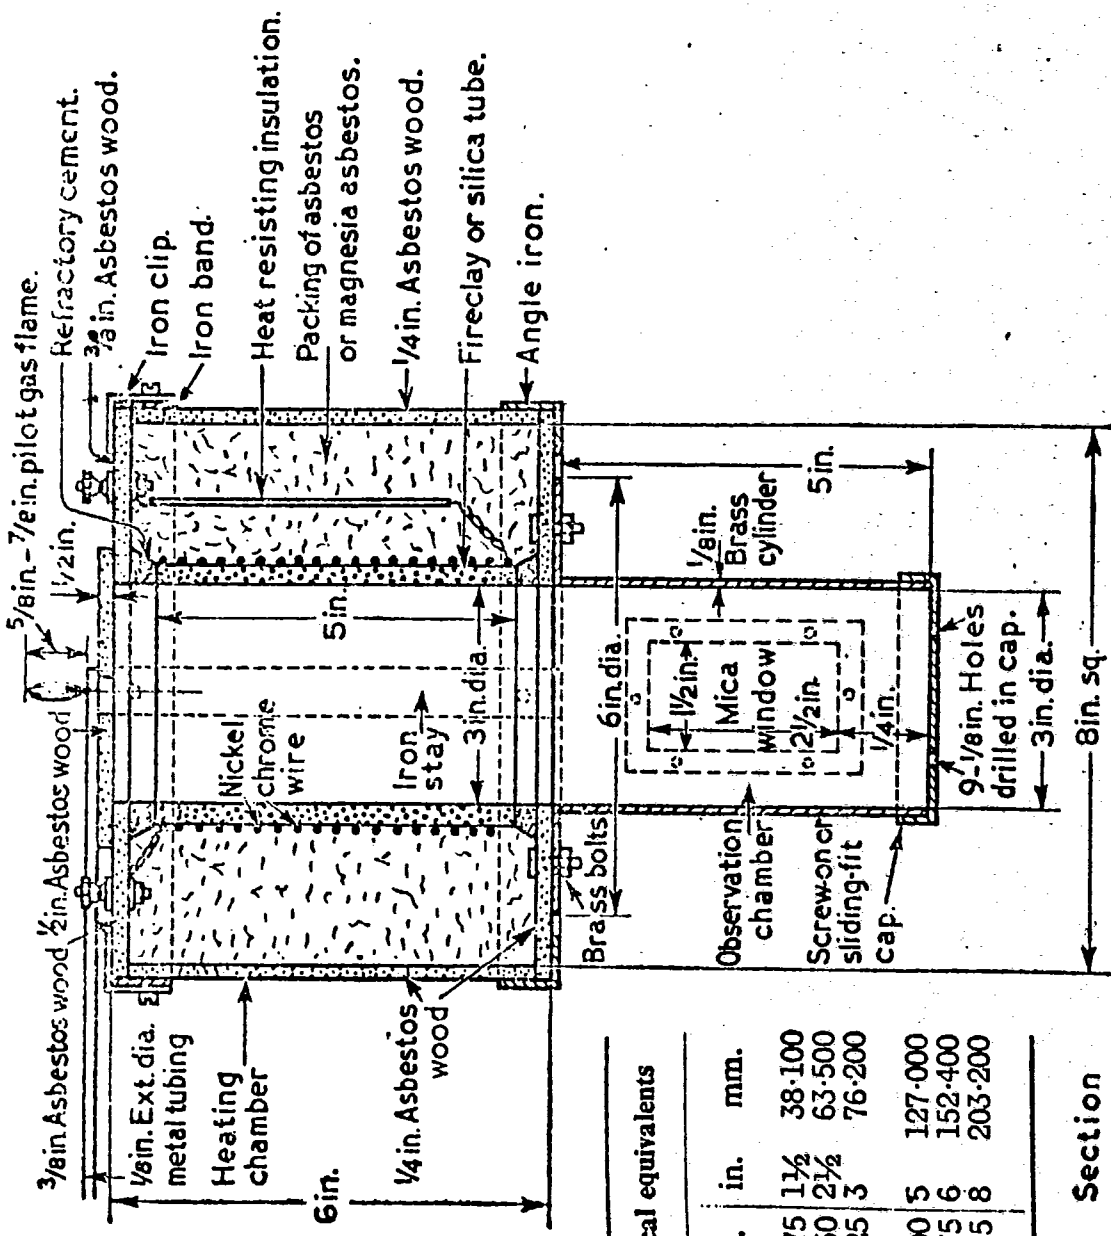 5/8in.-7/8in. pilot gas flame.
Refractory cement.
1/2in.
3/8in. Asbestos wood.
Iron clip.
Iron band.
Heat resisting insulation.
Packing of asbestos
or magnesia asbestos.
1/4in. Asbestos wood.
Fireclay or silica tube.
Angle iron.
3/8in. Asbestos wood
1/2in. Asbestos wood
1/8in. Ext. dia.
metal tubing
Heating
chamber
1/4in. Asbestos
wood
6in.
Nickel
chrome
wire
Iron
stay
5in.
3in.dia.
Brass bolts
6in.dia.
1/8in.
Brass
cylinder
5in.
Mica
window
1 1/2in.
2 1/2in.
1/4in.
Observation
chamber
Screw-on or
sliding-fit
cap.
9-1/8in. Holes
drilled in cap.
3in.dia.
8in. sq.
cal equivalents
in. mm.
1 1/2 38·100
2 1/2 63·500
3 76·200
5 127·000
6 152·400
8 203·200
Section